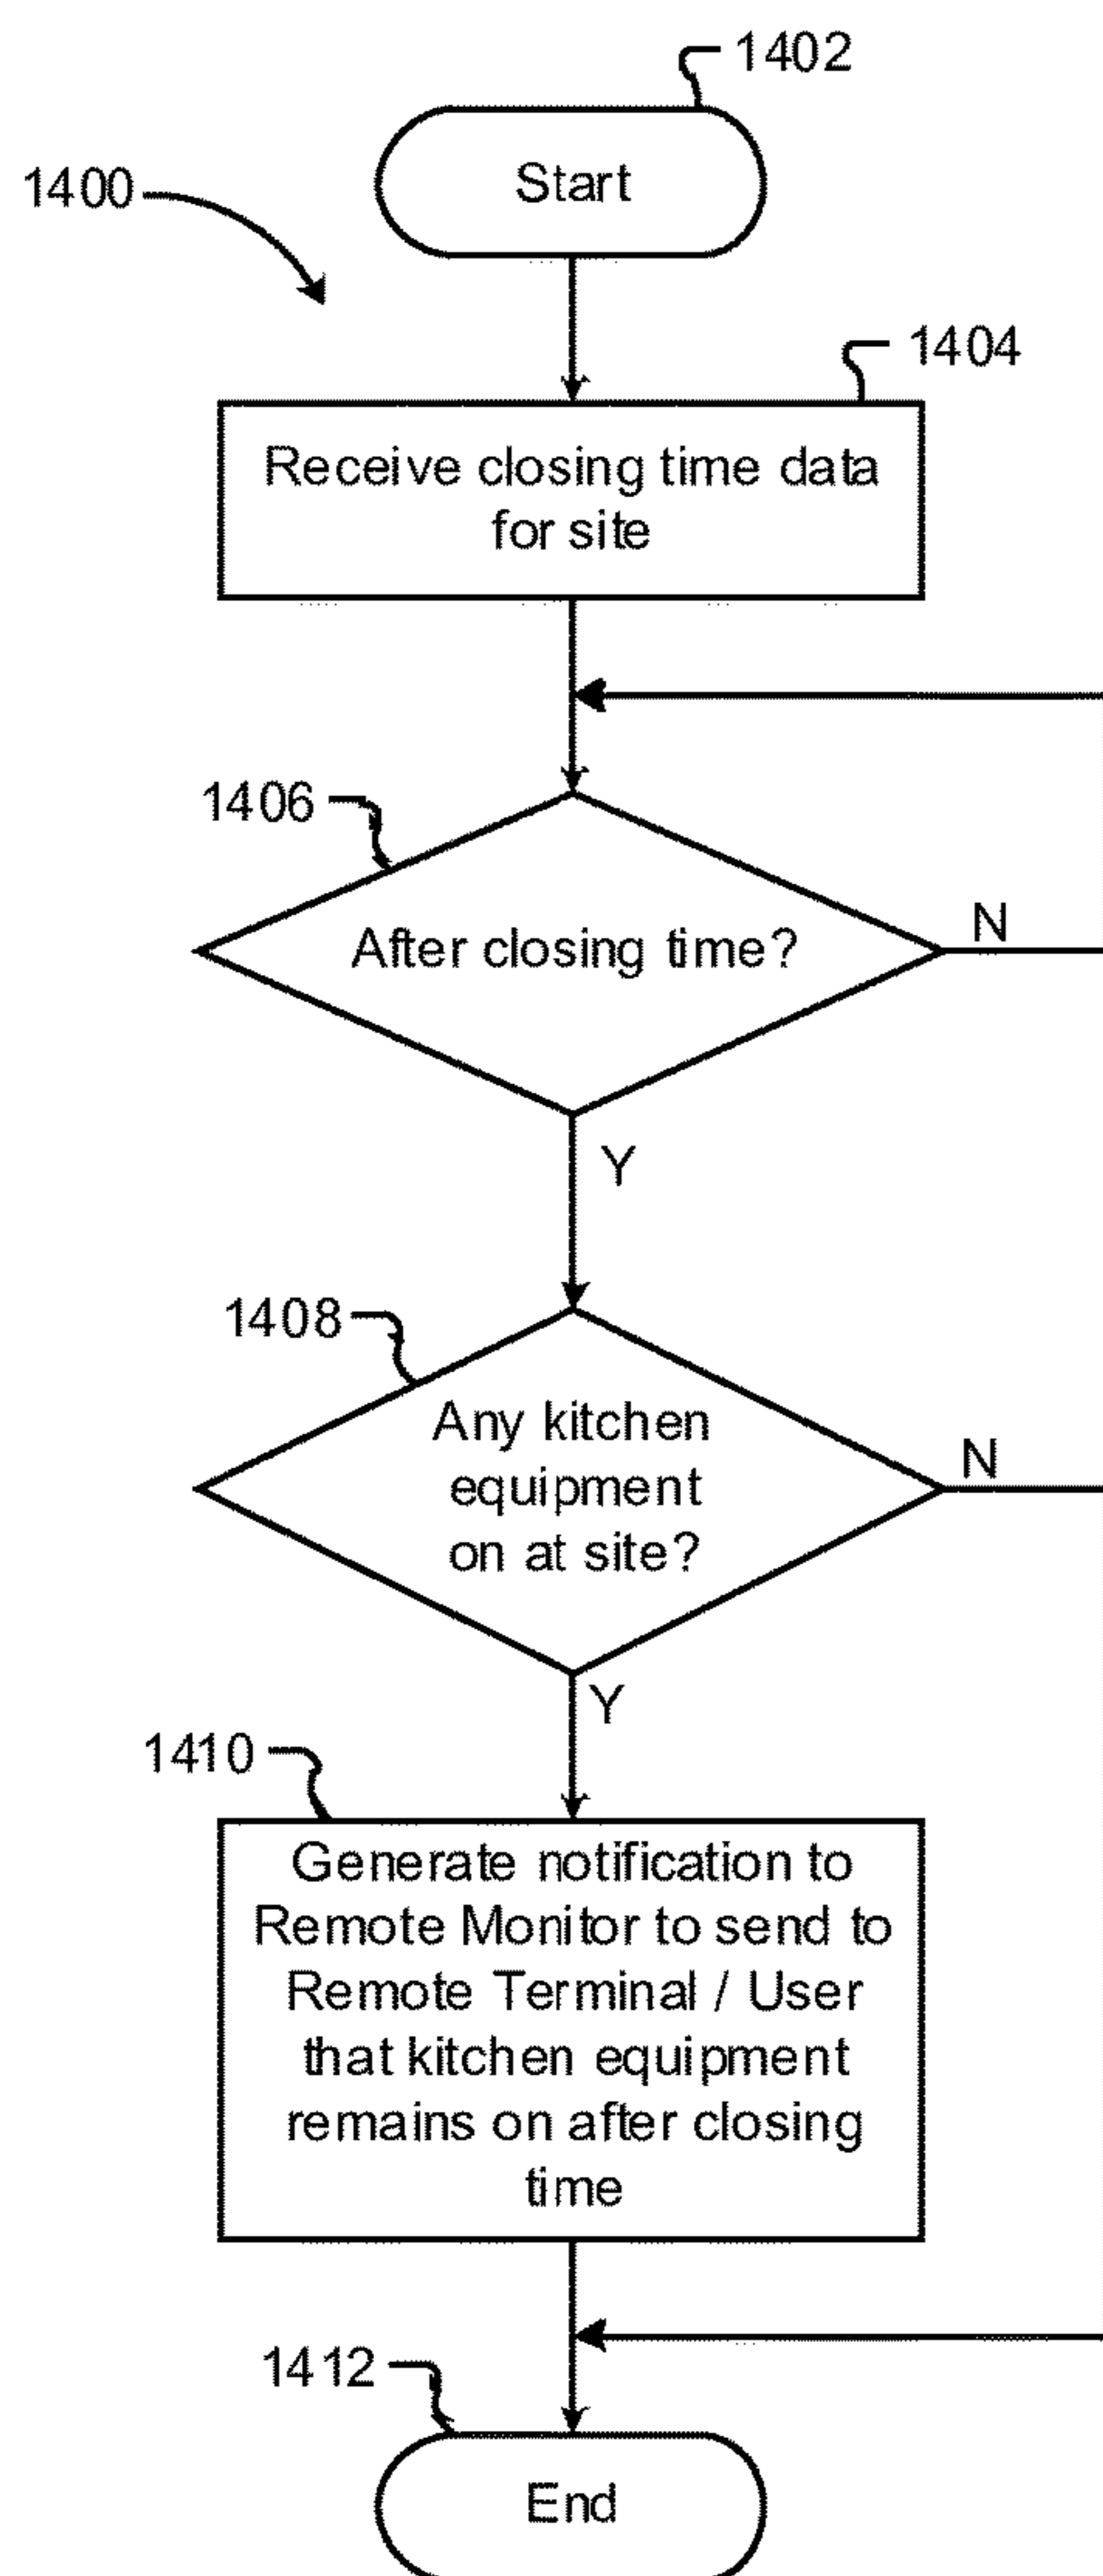 1402
Start
1400
1404
Receive closing time data
for site
1406
After closing time?
N
Y
1408
Any kitchen
equipment
on at site?
N
Y
1410
Generate notification to
Remote Monitor to send to
Remote Terminal / User
that kitchen equipment
remains on after closing
time
1412
End